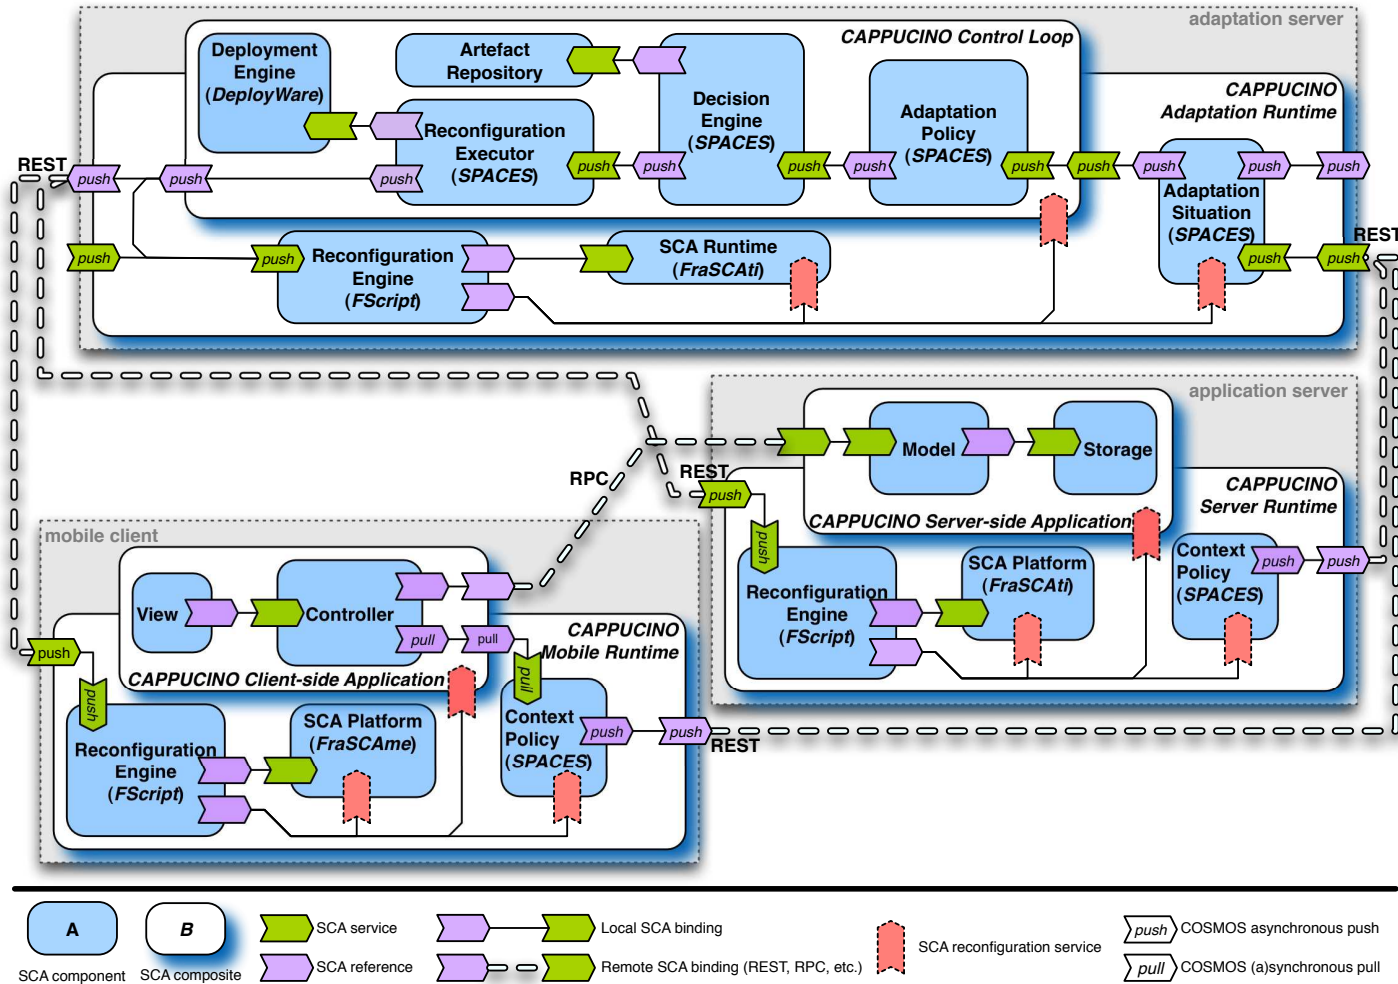 adaptation server
CAPPUCINO Control Loop
Deployment
Engine
(DeployWare)
Artefact
Repository
Decision
Engine
(SPACES)
Adaptation
Policy
(SPACES)
CAPPUCINO
Adaptation Runtime
Reconfiguration
Executor
(SPACES)
REST
push
push
push
push
push
push
push
push
push
push
push
push
Adaptation
Situation
(SPACES)
push
push
REST
push
push
Reconfiguration
Engine
(FScript)
SCA Runtime
(FraSCAti)
application server
Model
Storage
RPC
REST
push
CAPPUCINO
Server Runtime
CAPPUCINO Server-side Application
push
Reconfiguration
Engine
(FScript)
SCA Platform
(FraSCAti)
Context
Policy
(SPACES)
push
push
mobile client
View
Controller
pull
pull
CAPPUCINO
Mobile Runtime
push
CAPPUCINO Client-side Application
pull
push
Reconfiguration
Engine
(FScript)
SCA Platform
(FraSCAme)
Context
Policy
(SPACES)
push
push
REST
A
SCA component
B
SCA composite
SCA service
SCA reference
Local SCA binding
Remote SCA binding (REST, RPC, etc.)
SCA reconfiguration service
push
COSMOS asynchronous push
pull
COSMOS (a)synchronous pull